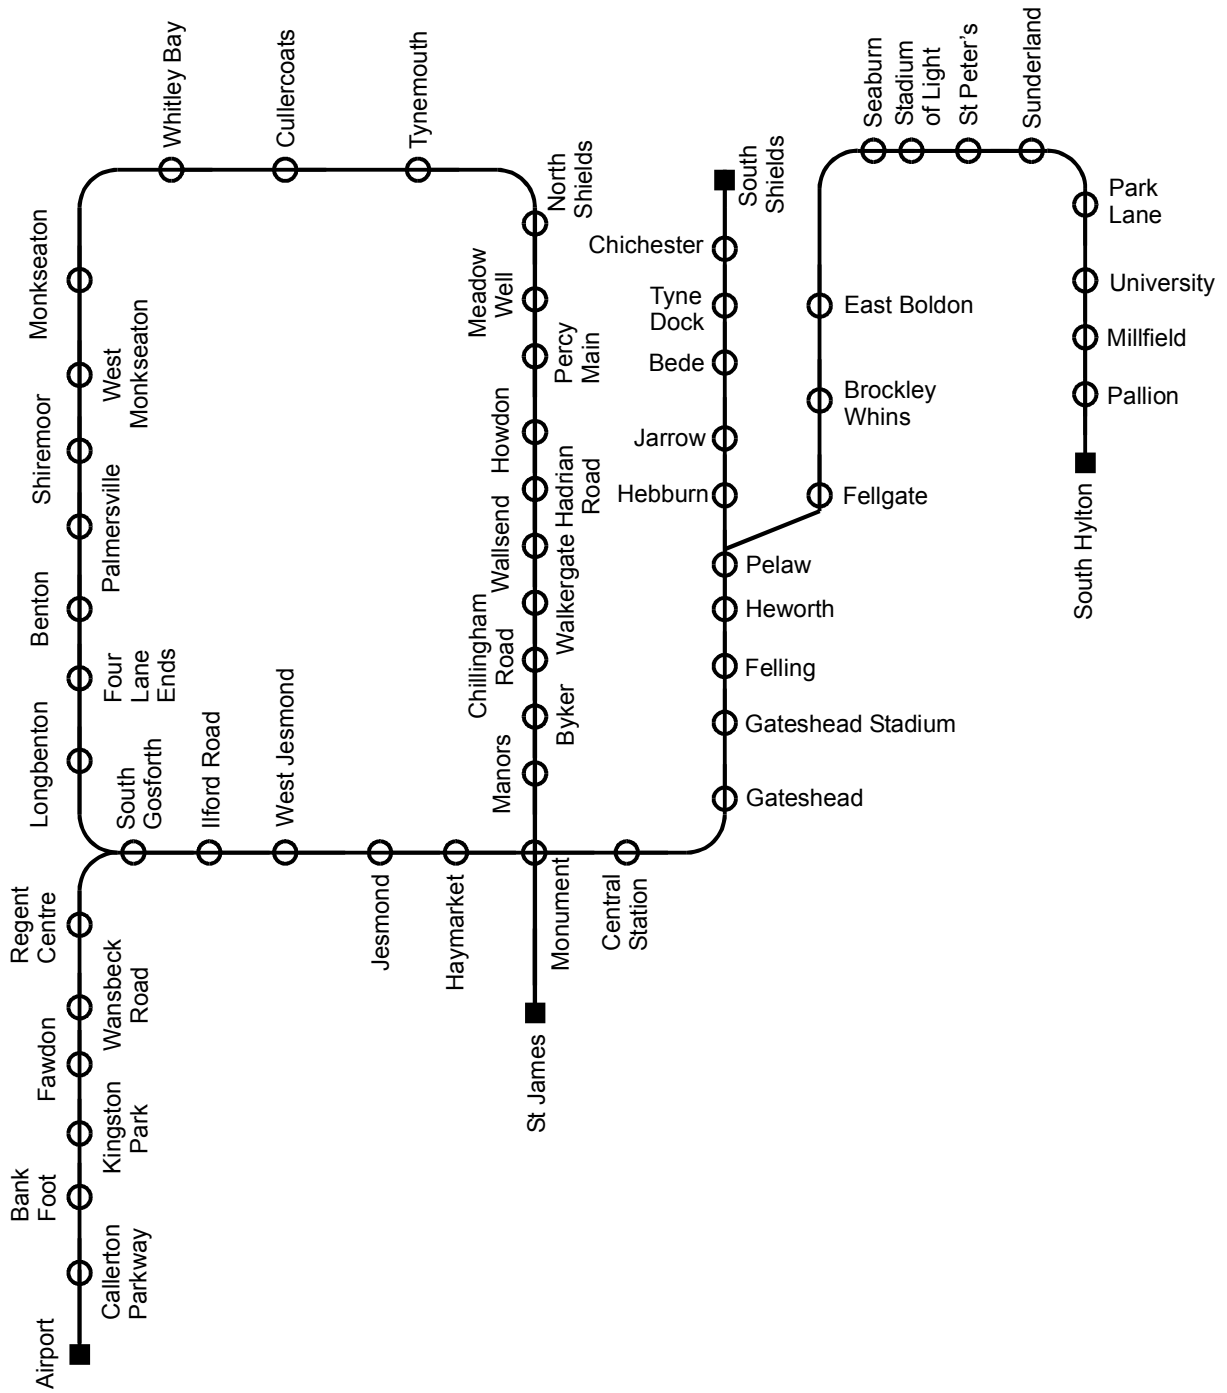 Whitley Bay
Cullercoats
Tynemouth
Seaburn
Stadium
of Light
St Peter's
Sunderland
North
Shields
South
Shields
Park
Lane
Monkseaton
Chichester
Meadow
Well
Tyne
Dock
University
East Boldon
West
Monkseaton
Percy
Main
Bede
Millfield
Brockley
Whins
Pallion
Shiremoor
Howdon
Jarrow
Palmersville
Hadrian
Road
Hebburn
Fellgate
Wallsend
South Hylton
Benton
Walkergate
Pelaw
Heworth
Four
Lane
Ends
Chillingham
Road
Felling
Longbenton
Byker
Gateshead Stadium
South
Gosforth
Ilford Road
West Jesmond
Manors
Gateshead
Regent
Centre
Jesmond
Haymarket
Monument
Central
Station
Wansbeck
Road
Fawdon
St James
Kingston
Park
Bank
Foot
Callerton
Parkway
Airport